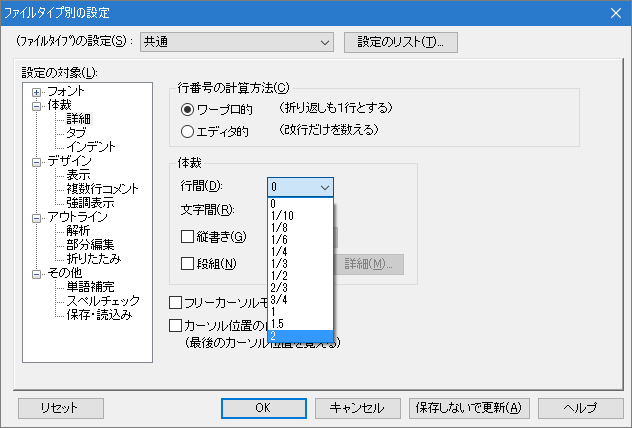 ファイルタイプ別の設定
(ファイルタイプ)の設定(S): 共通 設定のリスト(T)...
設定の対象(L):
フォント
体裁
詳細
タブ
インデント
デザイン
表示
複数行コメント
強調表示
アウトライン
解析
部分編集
折りたたみ
その他
単語補完
スペルチェック
保存・読込み
行番号の計算方法(C)
ワープロ的 (折り返しも1行とする)
エディタ的 (改行だけを数える)
体裁
行間(D): 0
文字間(R):
縦書き(G)
段組(N) 詳細(M)...
0
1/10
1/8
1/6
1/4
1/3
1/2
2/3
3/4
1
1.5
2
フリーカーソルモ
カーソル位置の
(最後のカーソル位置を覚える)
リセット OK キャンセル 保存しないで更新(A) ヘルプ